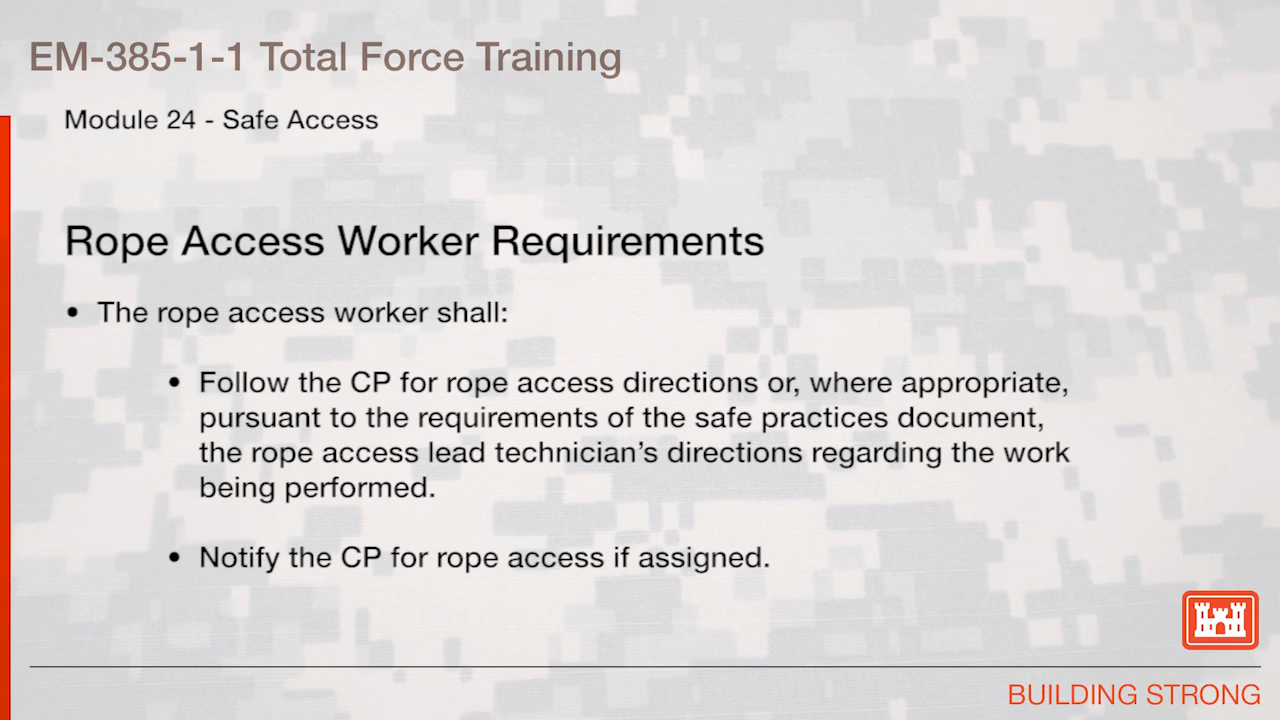 EM-385-1-1 Total Force Training
Module 24 - Safe Access
Rope Access Worker Requirements
• The rope access worker shall:
• Follow the CP for rope access directions or, where appropriate,
pursuant to the requirements of the safe practices document,
the rope access lead technician’s directions regarding the work
being performed.
• Notify the CP for rope access if assigned.
BUILDING STRONG